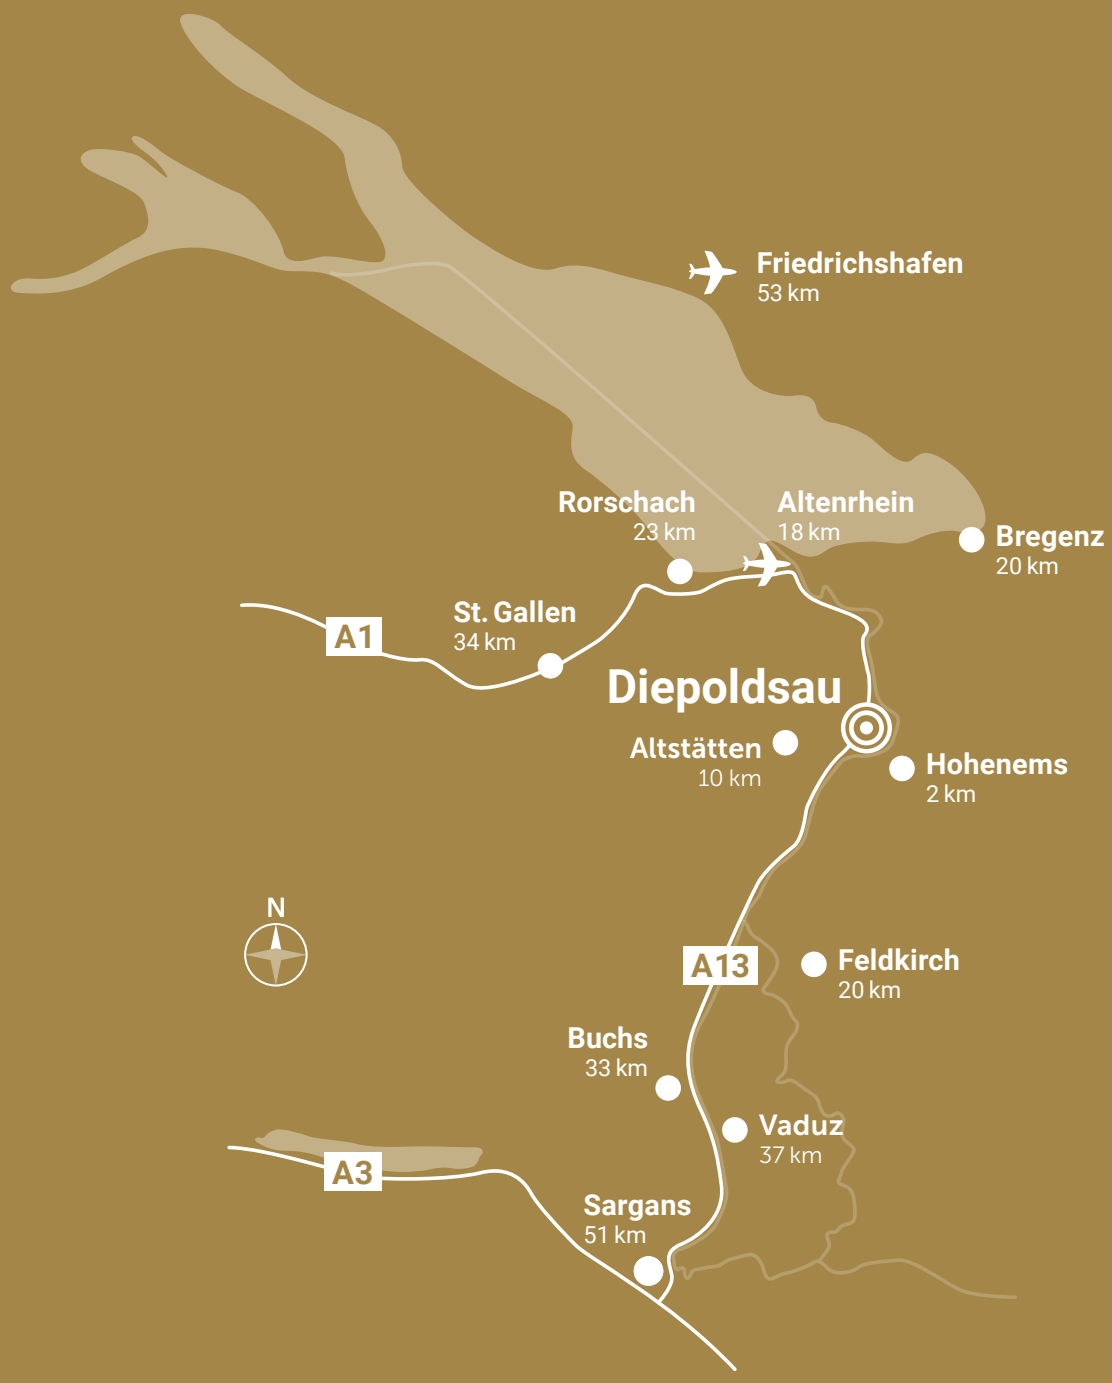 Friedrichshafen
53 km
Rorschach
23 km
Altenrhein
18 km
Bregenz
20 km
St. Gallen
34 km
A1
Diepoldsau
Altstätten
10 km
Hohenems
2 km
N
A13
Feldkirch
20 km
Buchs
33 km
Vaduz
37 km
A3
Sargans
51 km